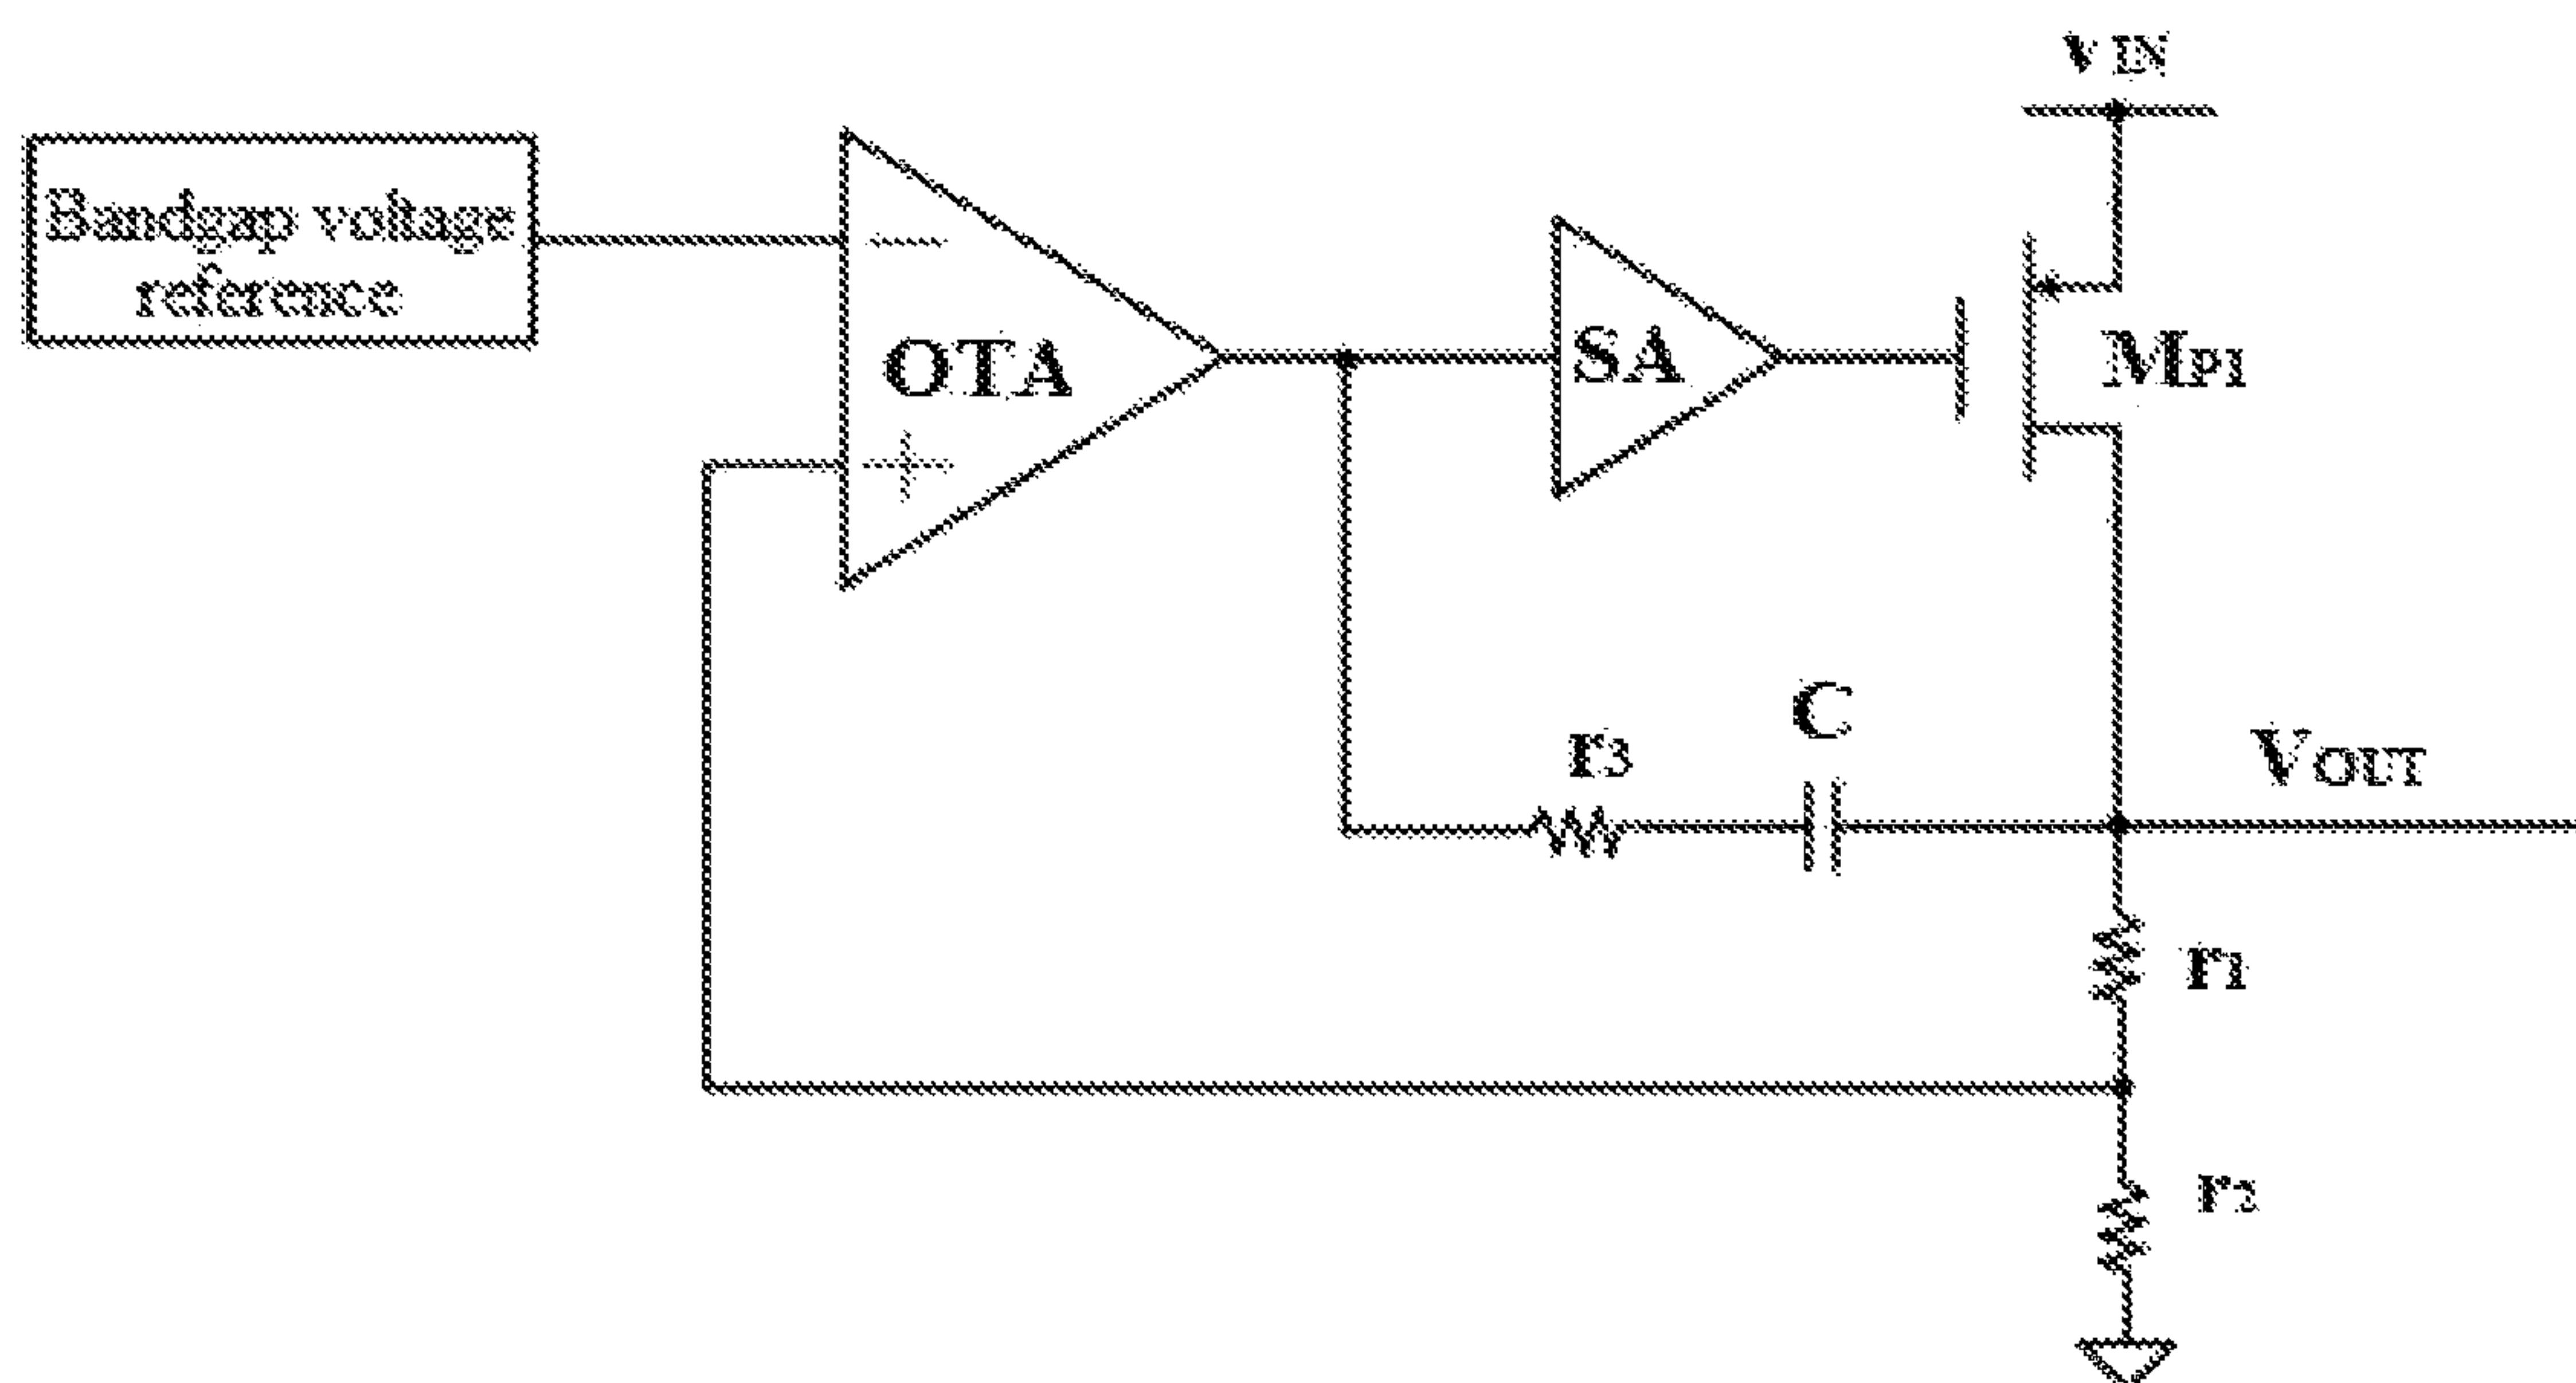 VIN
Bandgap voltage
reference
−
OTA
+
SA
MP1
C
r3
VOUT
r1
r2